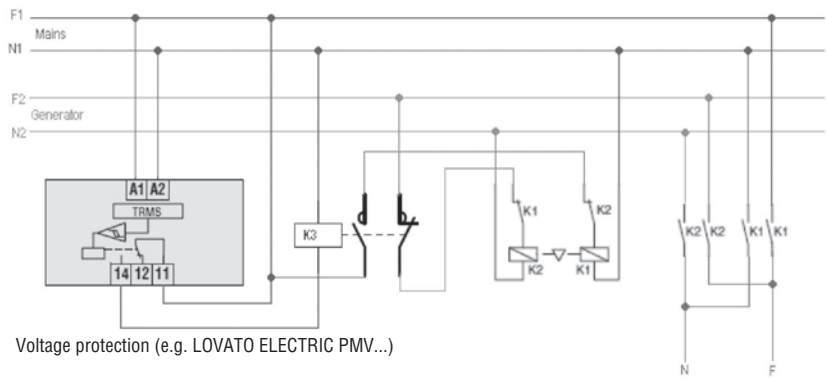 F1
Mains
N1
F2
Generator
N2
A1 A2
TRMS
14 12 11
K3
K1
K2
K2
K1
K2 K2 K1 K1
Voltage protection (e.g. LOVATO ELECTRIC PMV...)
N F